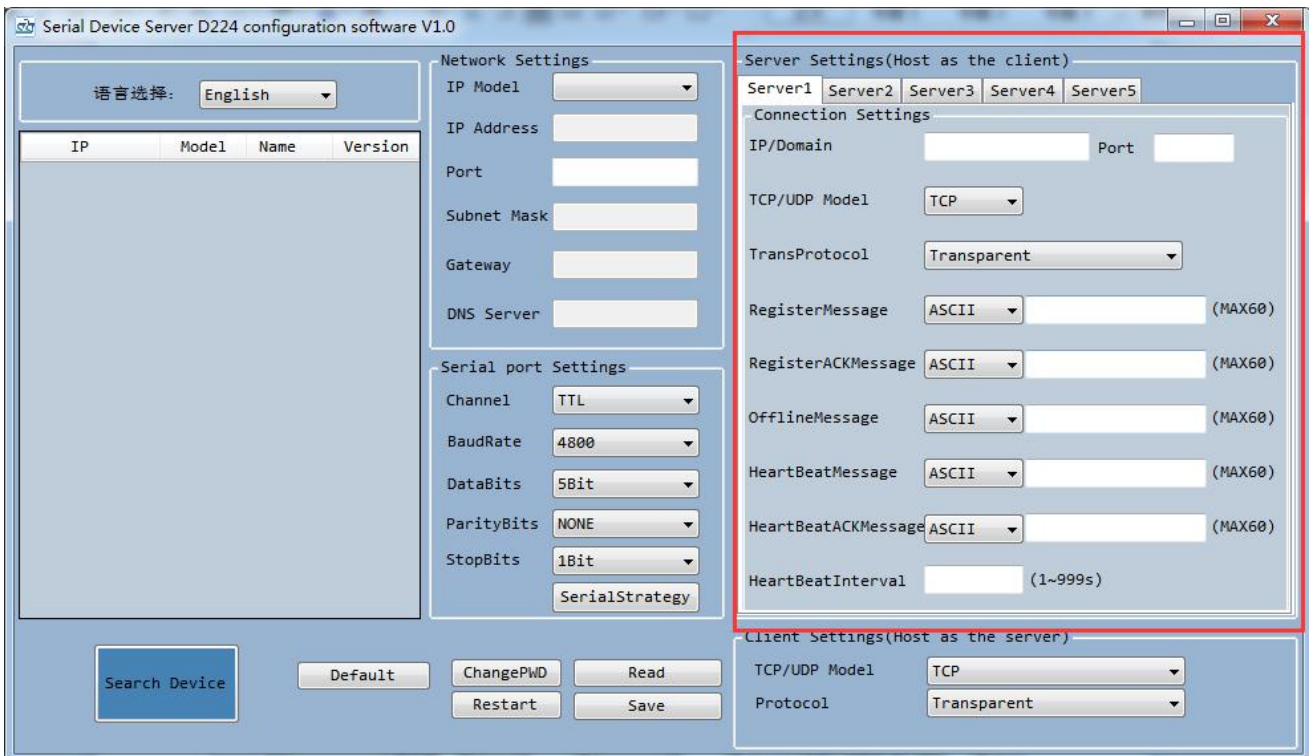 Serial Device Server D224 configuration software V1.0
语言选择: English
IP Model Name Version
Search Device
Default
Network Settings
IP Model
IP Address
Port
Subnet Mask
Gateway
DNS Server
Serial port Settings
Channel TTL
BaudRate 4800
DataBits 5Bit
ParityBits NONE
StopBits 1Bit
SerialStrategy
ChangePWD Read
Restart Save
Server Settings(Host as the client)
Server1 Server2 Server3 Server4 Server5
Connection Settings
IP/Domain Port
TCP/UDP Model TCP
TransProtocol Transparent
RegisterMessage ASCII (MAX60)
RegisterACKMessage ASCII (MAX60)
OfflineMessage ASCII (MAX60)
HeartBeatMessage ASCII (MAX60)
HeartBeatACKMessage ASCII (MAX60)
HeartBeatInterval (1~999s)
Client Settings(Host as the server)
TCP/UDP Model TCP
Protocol Transparent